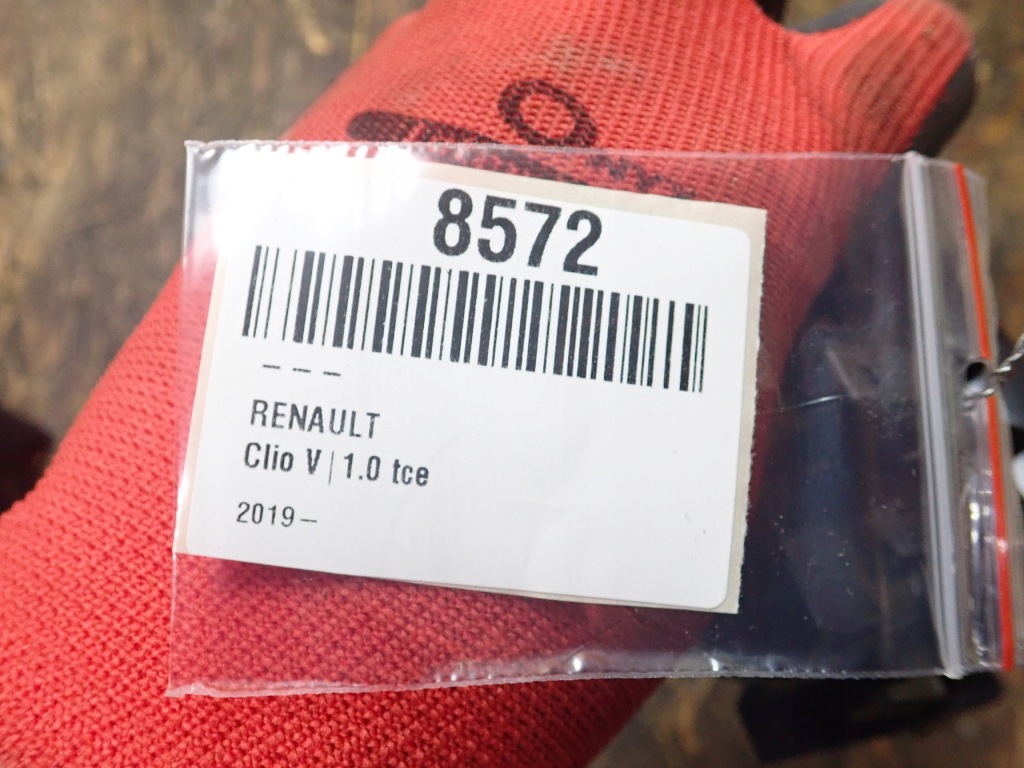 8572
– – –
RENAULT
Clio V | 1.0 tce
2019–